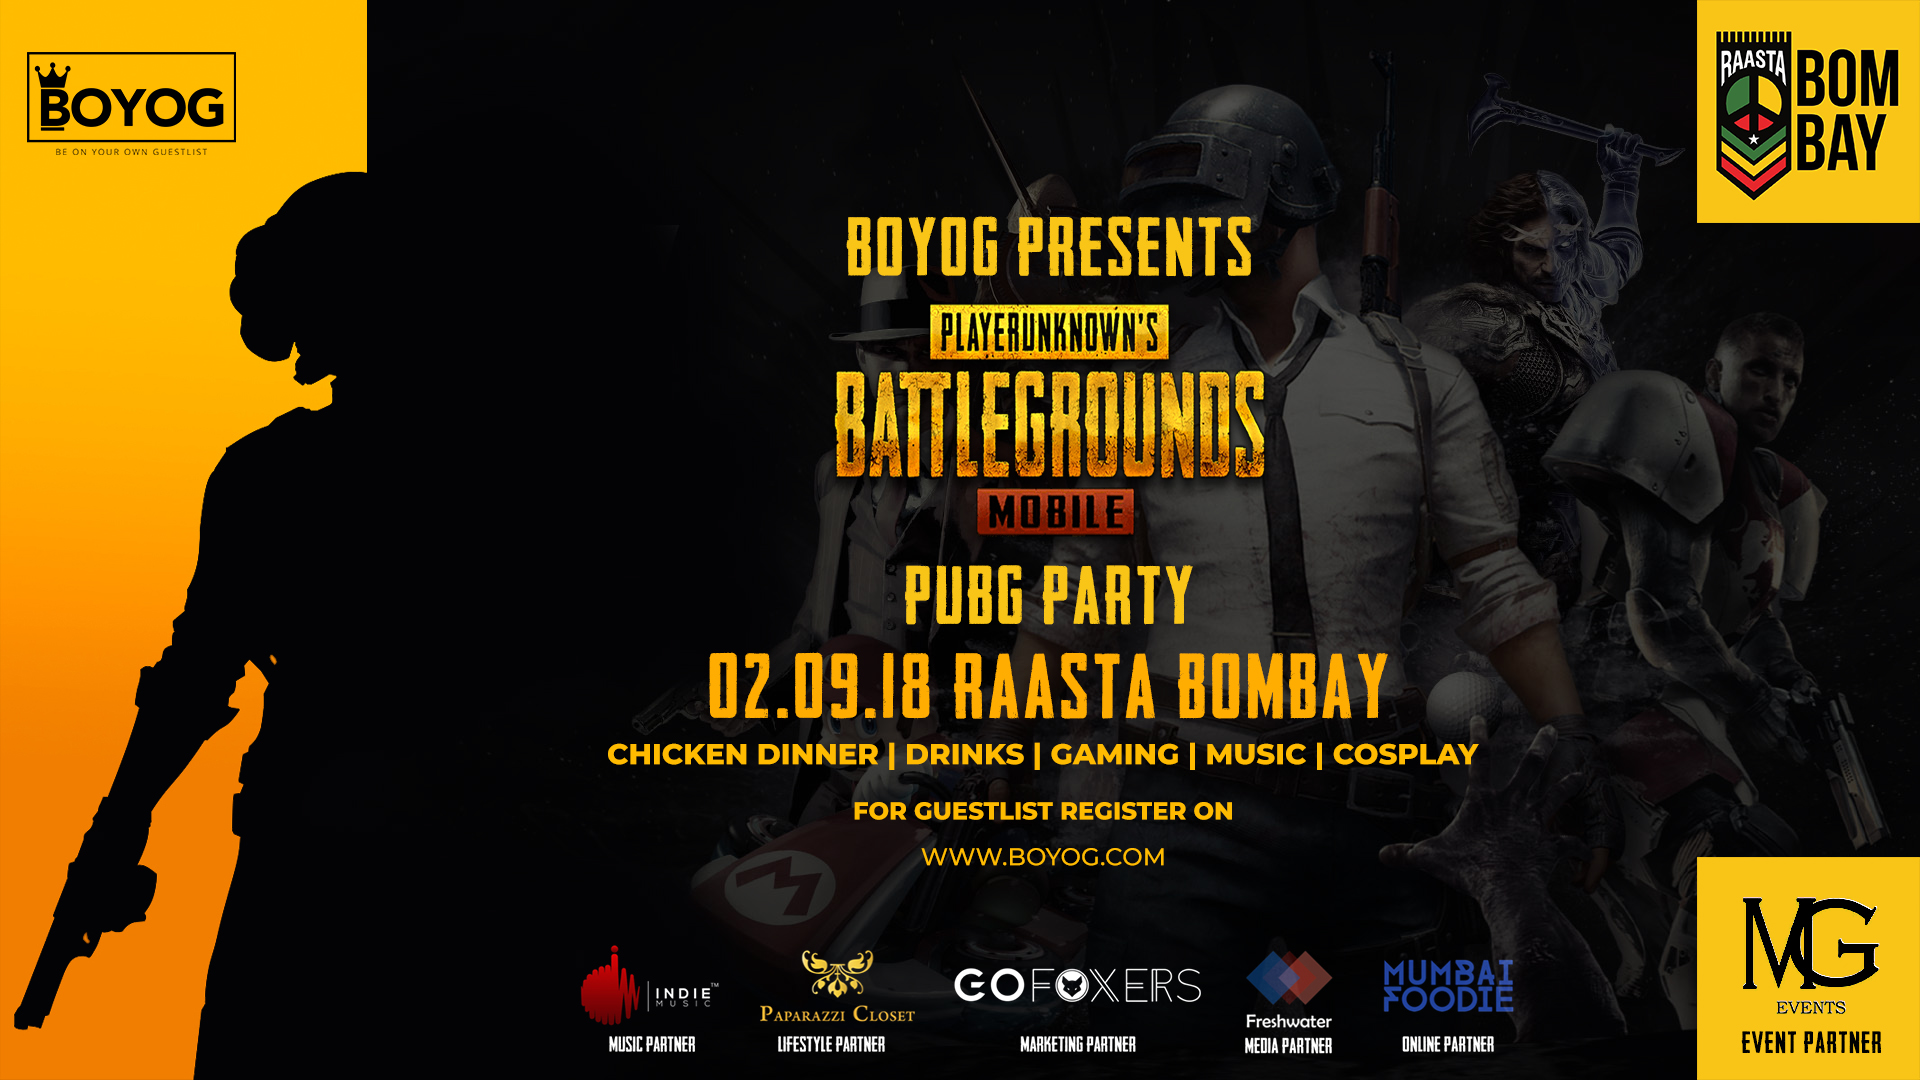 BOYOG
BE ON YOUR OWN GUESTLIST
RAASTA
BOM
BAY
BOYOG PRESENTS
PLAYERUNKNOWN'S
BATTLEGROUNDS
MOBILE
PUBG PARTY
02.09.18 RAASTA BOMBAY
CHICKEN DINNER | DRINKS | GAMING | MUSIC | COSPLAY
FOR GUESTLIST REGISTER ON
WWW.BOYOG.COM
M
INDIE™
MUSIC
MUSIC PARTNER
PAPARAZZI CLOSET
LIFESTYLE PARTNER
GOFOXERS
MARKETING PARTNER
Freshwater
MEDIA PARTNER
MUMBAI
FOODIE
ONLINE PARTNER
MG
EVENTS
EVENT PARTNER